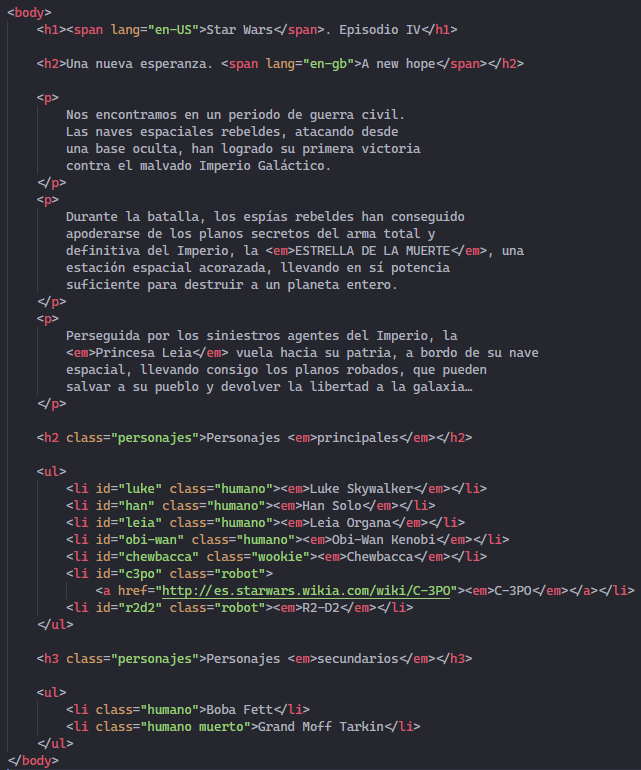 <body>
    <h1><span lang="en-US">Star Wars</span>. Episodio IV</h1>

    <h2>Una nueva esperanza. <span lang="en-gb">A new hope</span></h2>

    <p>
        Nos encontramos en un periodo de guerra civil.
        Las naves espaciales rebeldes, atacando desde
        una base oculta, han logrado su primera victoria
        contra el malvado Imperio Galáctico.
    </p>
    <p>
        Durante la batalla, los espías rebeldes han conseguido
        apoderarse de los planos secretos del arma total y
        definitiva del Imperio, la <em>ESTRELLA DE LA MUERTE</em>, una
        estación espacial acorazada, llevando en sí potencia
        suficiente para destruir a un planeta entero.
    </p>
    <p>
        Perseguida por los siniestros agentes del Imperio, la
        <em>Princesa Leia</em> vuela hacia su patria, a bordo de su nave
        espacial, llevando consigo los planos robados, que pueden
        salvar a su pueblo y devolver la libertad a la galaxia…
    </p>

    <h2 class="personajes">Personajes <em>principales</em></h2>

    <ul>
        <li id="luke" class="humano"><em>Luke Skywalker</em></li>
        <li id="han" class="humano"><em>Han Solo</em></li>
        <li id="leia" class="humano"><em>Leia Organa</em></li>
        <li id="obi-wan" class="humano"><em>Obi-Wan Kenobi</em></li>
        <li id="chewbacca" class="wookie"><em>Chewbacca</em></li>
        <li id="c3po" class="robot">
            <a href="http://es.starwars.wikia.com/wiki/C-3PO"><em>C-3PO</em></a></li>
        <li id="r2d2" class="robot"><em>R2-D2</em></li>
    </ul>

    <h3 class="personajes">Personajes <em>secundarios</em></h3>

    <ul>
        <li class="humano">Boba Fett</li>
        <li class="humano muerto">Grand Moff Tarkin</li>
    </ul>
</body>